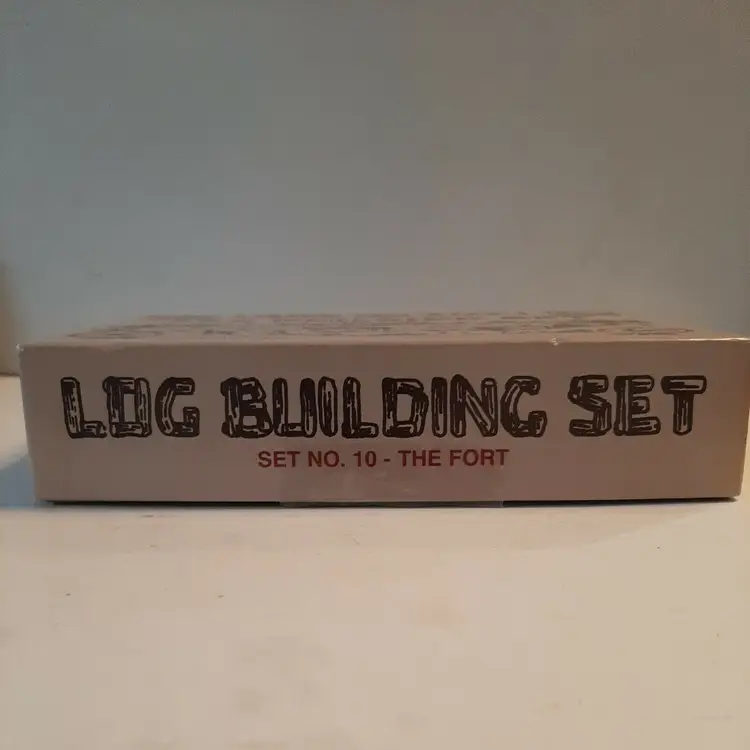 LOG BUILDING SET
SET NO. 10 - THE FORT